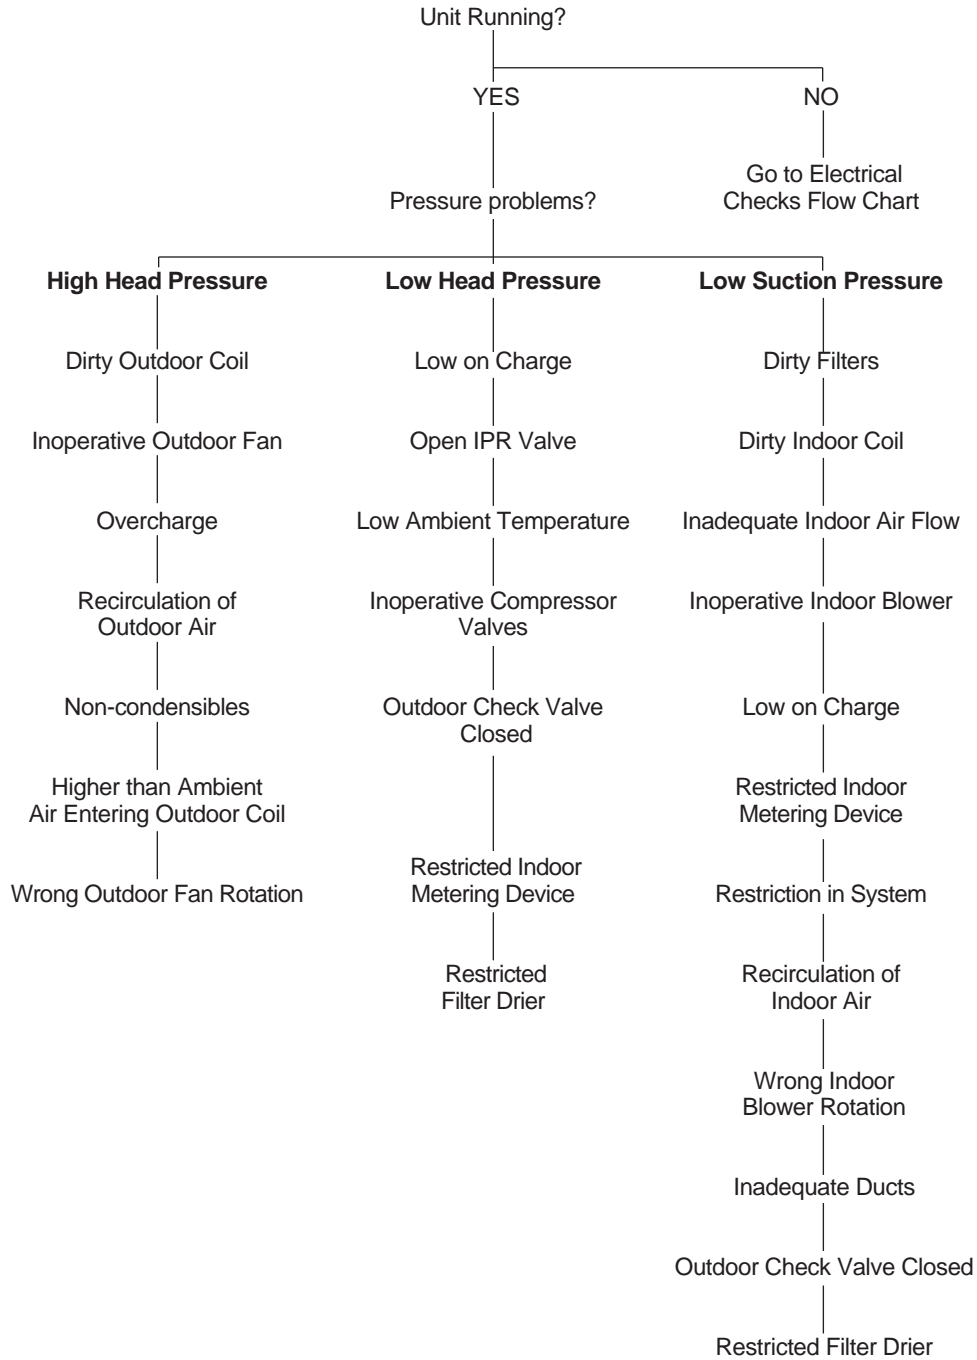 Unit Running?
YES
NO
Go to Electrical
Checks Flow Chart
Pressure problems?
High Head Pressure
Dirty Outdoor Coil
Inoperative Outdoor Fan
Overcharge
Recirculation of
Outdoor Air
Non-condensibles
Higher than Ambient
Air Entering Outdoor Coil
Wrong Outdoor Fan Rotation
Low Head Pressure
Low on Charge
Open IPR Valve
Low Ambient Temperature
Inoperative Compressor
Valves
Outdoor Check Valve
Closed
Restricted Indoor
Metering Device
Restricted
Filter Drier
Low Suction Pressure
Dirty Filters
Dirty Indoor Coil
Inadequate Indoor Air Flow
Inoperative Indoor Blower
Low on Charge
Restricted Indoor
Metering Device
Restriction in System
Recirculation of
Indoor Air
Wrong Indoor
Blower Rotation
Inadequate Ducts
Outdoor Check Valve Closed
Restricted Filter Drier